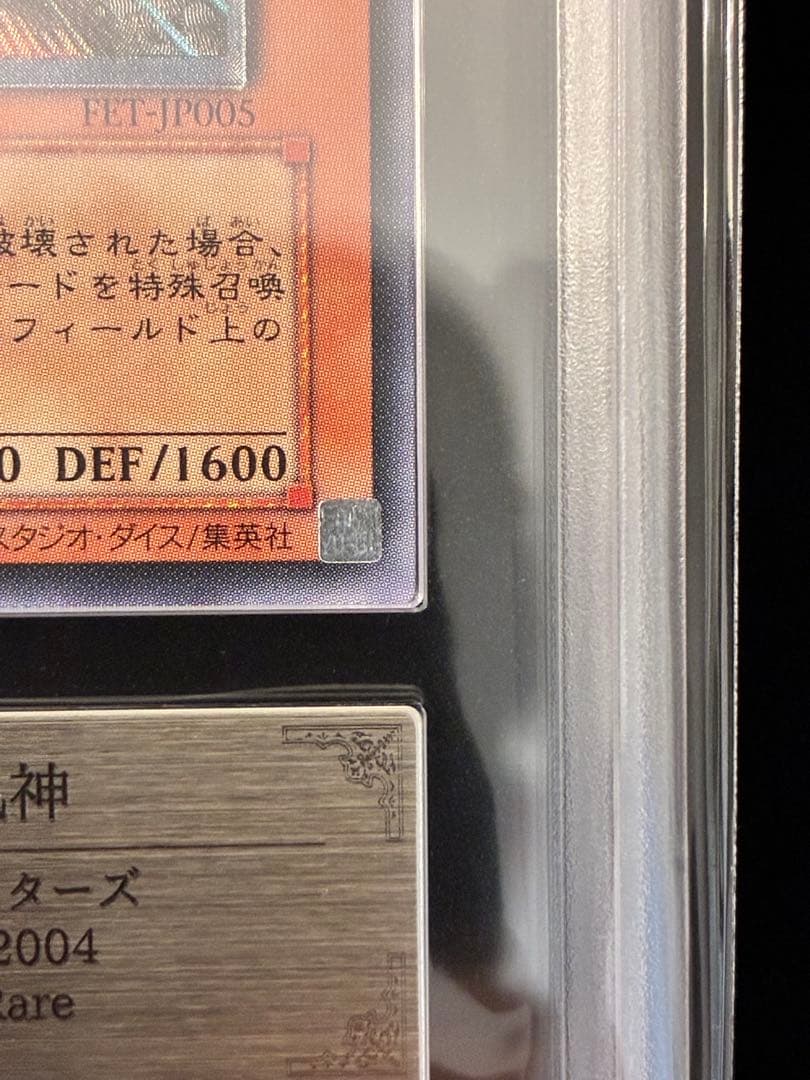 FET-JP005
破壊された場合、
ードを特殊召喚
フィールド上の
0 DEF/1600
スタジオ・ダイス/集英社
神
ターズ
2004
Rare